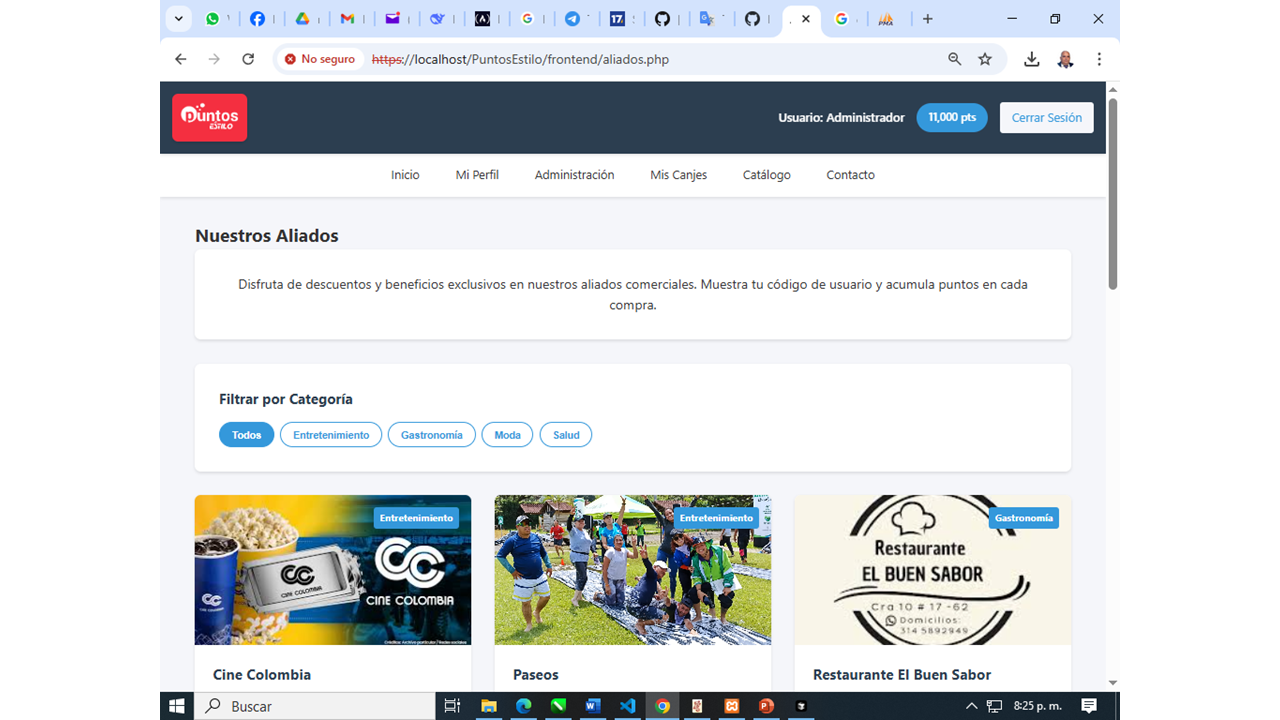 No seguro
https://localhost/PuntosEstilo/frontend/aliados.php
puntos
ESTILO
Usuario: Administrador
11,000 pts
Cerrar Sesión
Inicio
Mi Perfil
Administración
Mis Canjes
Catálogo
Contacto
Nuestros Aliados
Disfruta de descuentos y beneficios exclusivos en nuestros aliados comerciales. Muestra tu código de usuario y acumula puntos en cada
compra.
Filtrar por Categoría
Todos
Entretenimiento
Gastronomía
Moda
Salud
Entretenimiento
CC
CINE COLOMBIA
Cine Colombia
Entretenimiento
Paseos
Gastronomía
Restaurante
EL BUEN SABOR
Cra 10 # 17 -62
Domicilios:
314 5892949
Restaurante El Buen Sabor
Buscar
8:25 p. m.